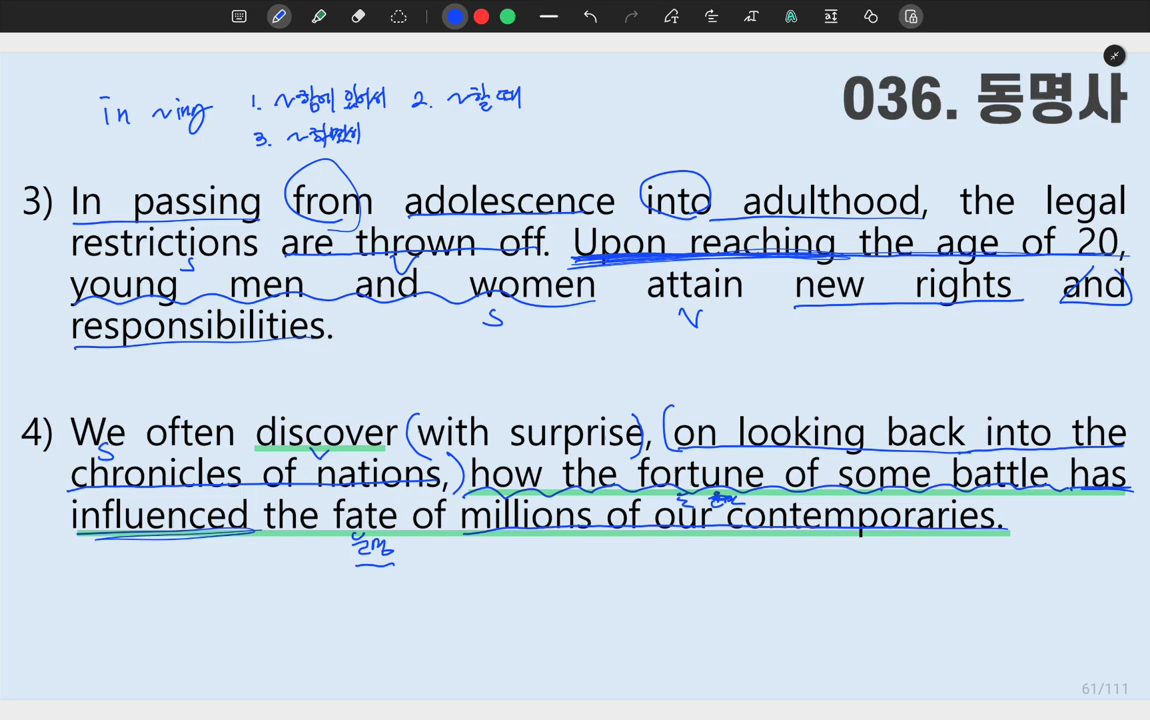 036. 동명사
in ~ing 1. ~함에 있어서 2. ~할 때
3. ~하면서
3) In passing from adolescence into adulthood, the legal
restrictions are thrown off. Upon reaching the age of 20,
S V
young men and women attain new rights and
S V
responsibilities.
4) We often discover (with surprise), (on looking back into the
S V
chronicles of nations,) how the fortune of some battle has
influenced the fate of millions of our contemporaries.
운명
61/111